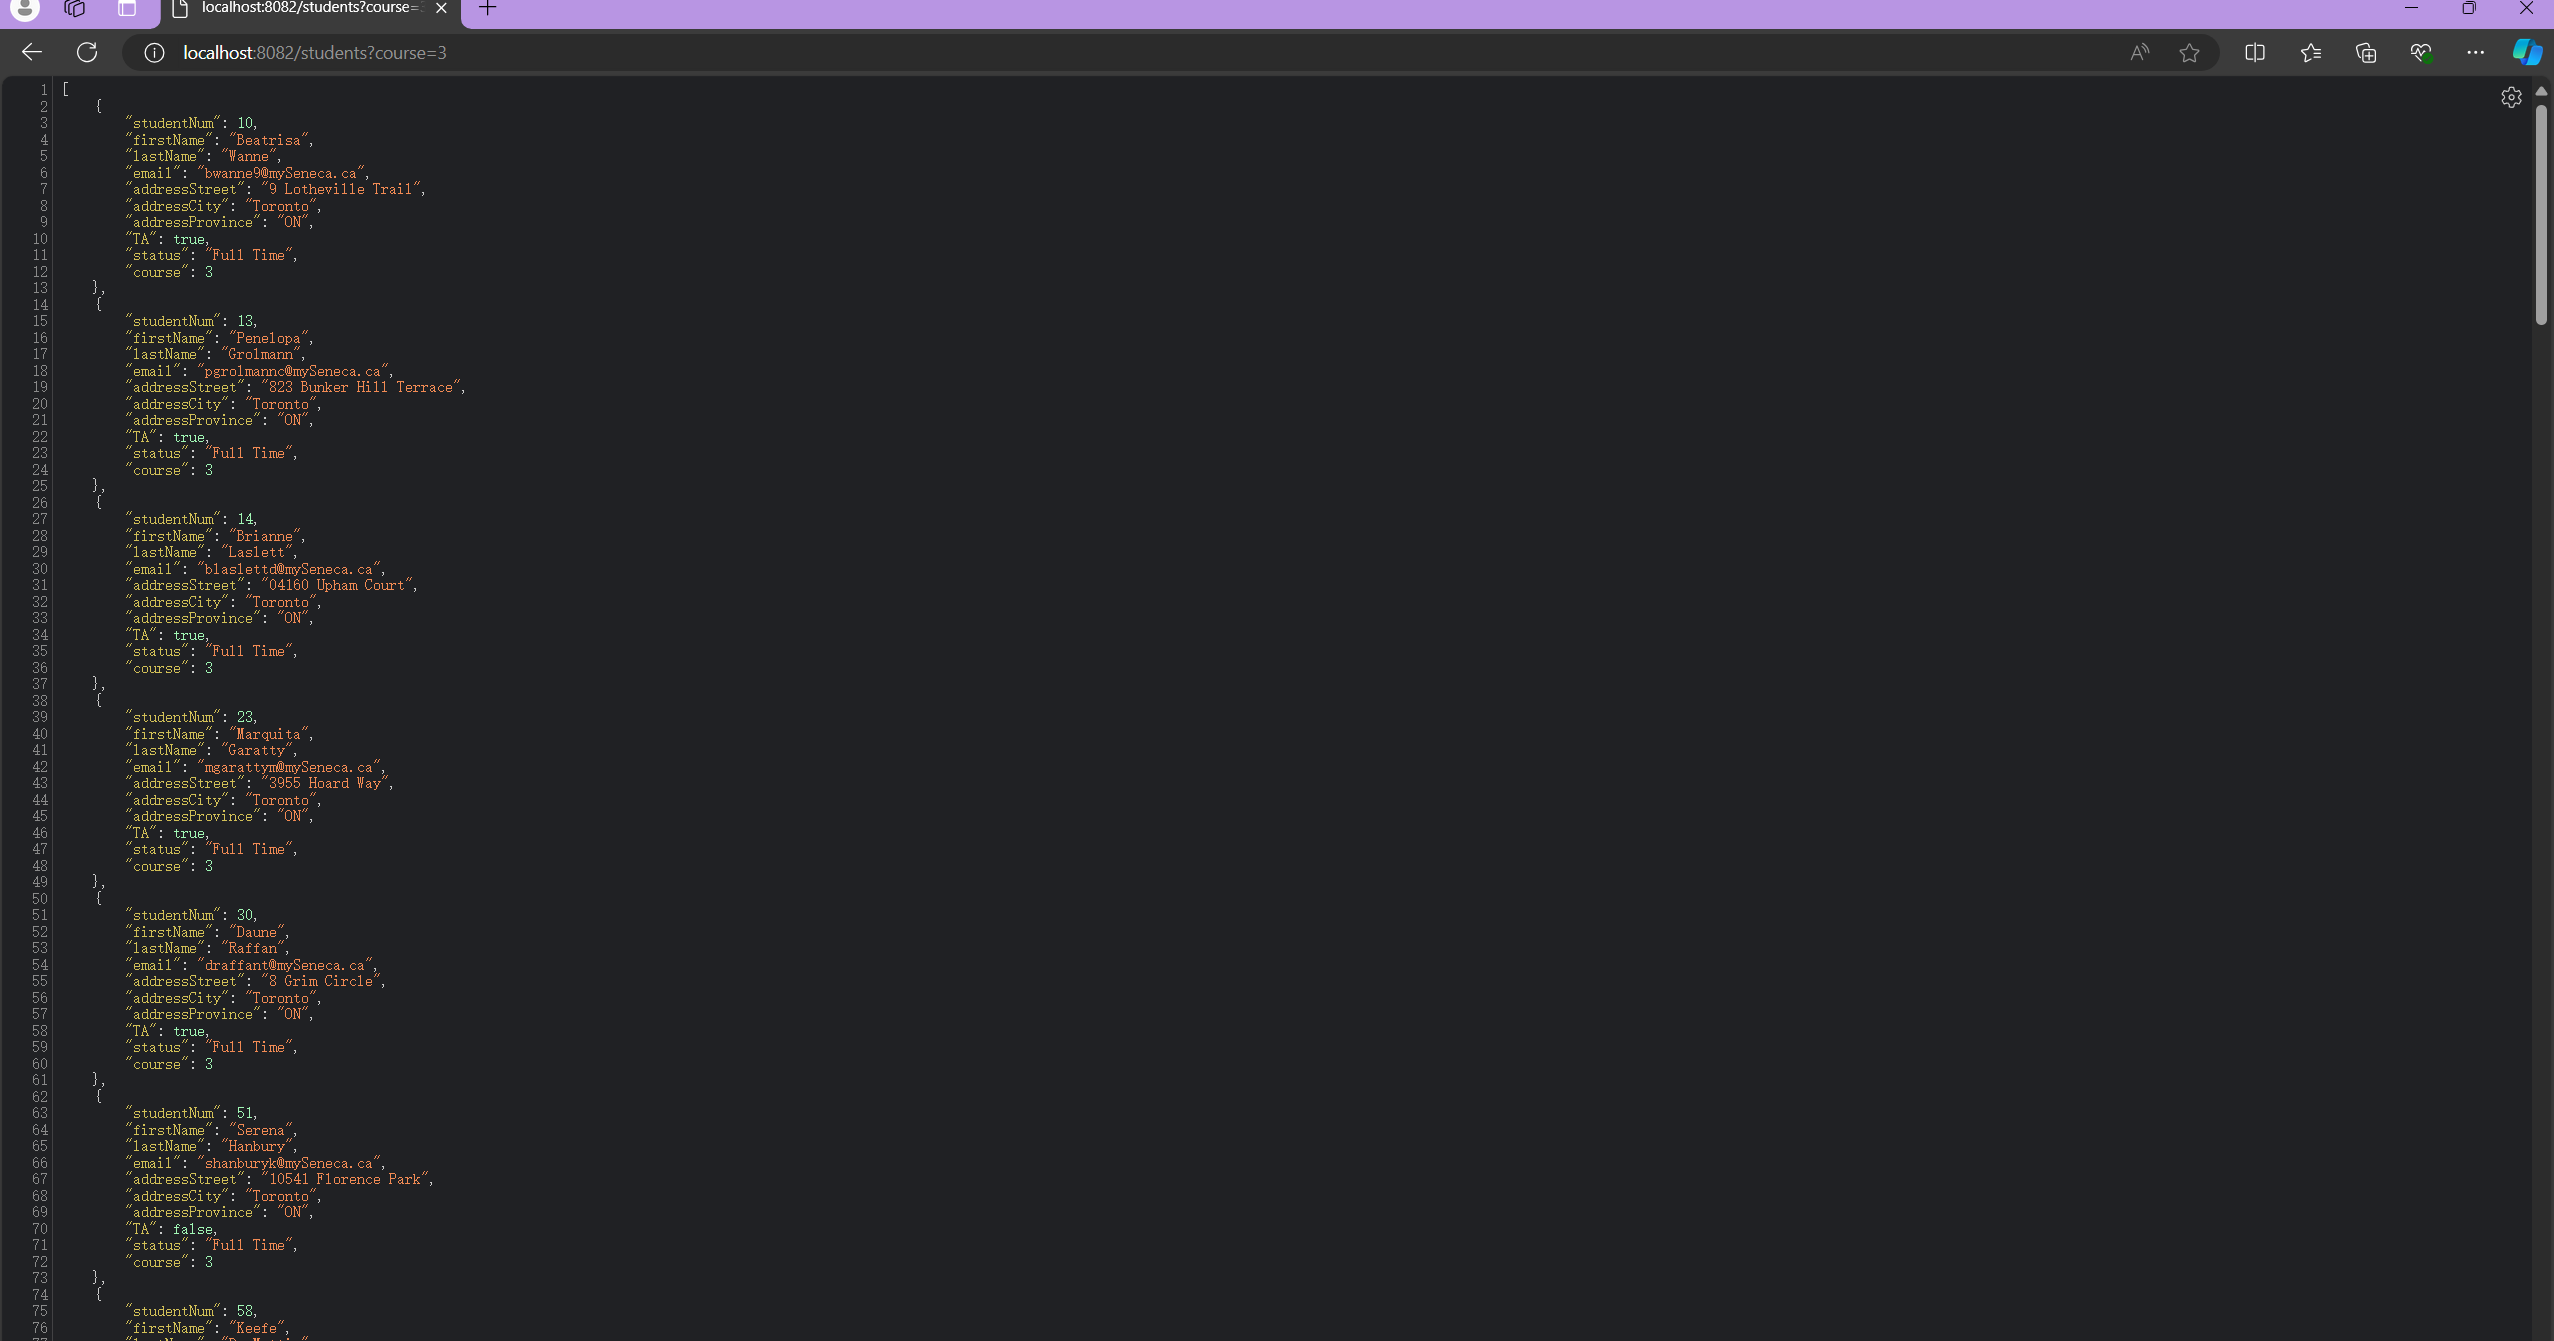 localhost:8082/students?course=
localhost:8082/students?course=3
1 [
2 {
3 "studentNum": 10,
4 "firstName": "Beatrisa",
5 "lastName": "Wanne",
6 "email": "bwanne9@mySeneca.ca",
7 "addressStreet": "9 Lotheville Trail",
8 "addressCity": "Toronto",
9 "addressProvince": "ON",
10 "TA": true,
11 "status": "Full Time",
12 "course": 3
13 },
14 {
15 "studentNum": 13,
16 "firstName": "Penelopa",
17 "lastName": "Grolmann",
18 "email": "pgrolmannc@mySeneca.ca",
19 "addressStreet": "823 Bunker Hill Terrace",
20 "addressCity": "Toronto",
21 "addressProvince": "ON",
22 "TA": true,
23 "status": "Full Time",
24 "course": 3
25 },
26 {
27 "studentNum": 14,
28 "firstName": "Brianne",
29 "lastName": "Laslett",
30 "email": "blaslettd@mySeneca.ca",
31 "addressStreet": "04160 Upham Court",
32 "addressCity": "Toronto",
33 "addressProvince": "ON",
34 "TA": true,
35 "status": "Full Time",
36 "course": 3
37 },
38 {
39 "studentNum": 23,
40 "firstName": "Marquita",
41 "lastName": "Garatty",
42 "email": "mgarattym@mySeneca.ca",
43 "addressStreet": "3955 Hoard Way",
44 "addressCity": "Toronto",
45 "addressProvince": "ON",
46 "TA": true,
47 "status": "Full Time",
48 "course": 3
49 },
50 {
51 "studentNum": 30,
52 "firstName": "Daune",
53 "lastName": "Raffan",
54 "email": "draffant@mySeneca.ca",
55 "addressStreet": "8 Grim Circle",
56 "addressCity": "Toronto",
57 "addressProvince": "ON",
58 "TA": true,
59 "status": "Full Time",
60 "course": 3
61 },
62 {
63 "studentNum": 51,
64 "firstName": "Serena",
65 "lastName": "Hanbury",
66 "email": "shanburyk@mySeneca.ca",
67 "addressStreet": "10541 Florence Park",
68 "addressCity": "Toronto",
69 "addressProvince": "ON",
70 "TA": false,
71 "status": "Full Time",
72 "course": 3
73 },
74 {
75 "studentNum": 58,
76 "firstName": "Keefe",